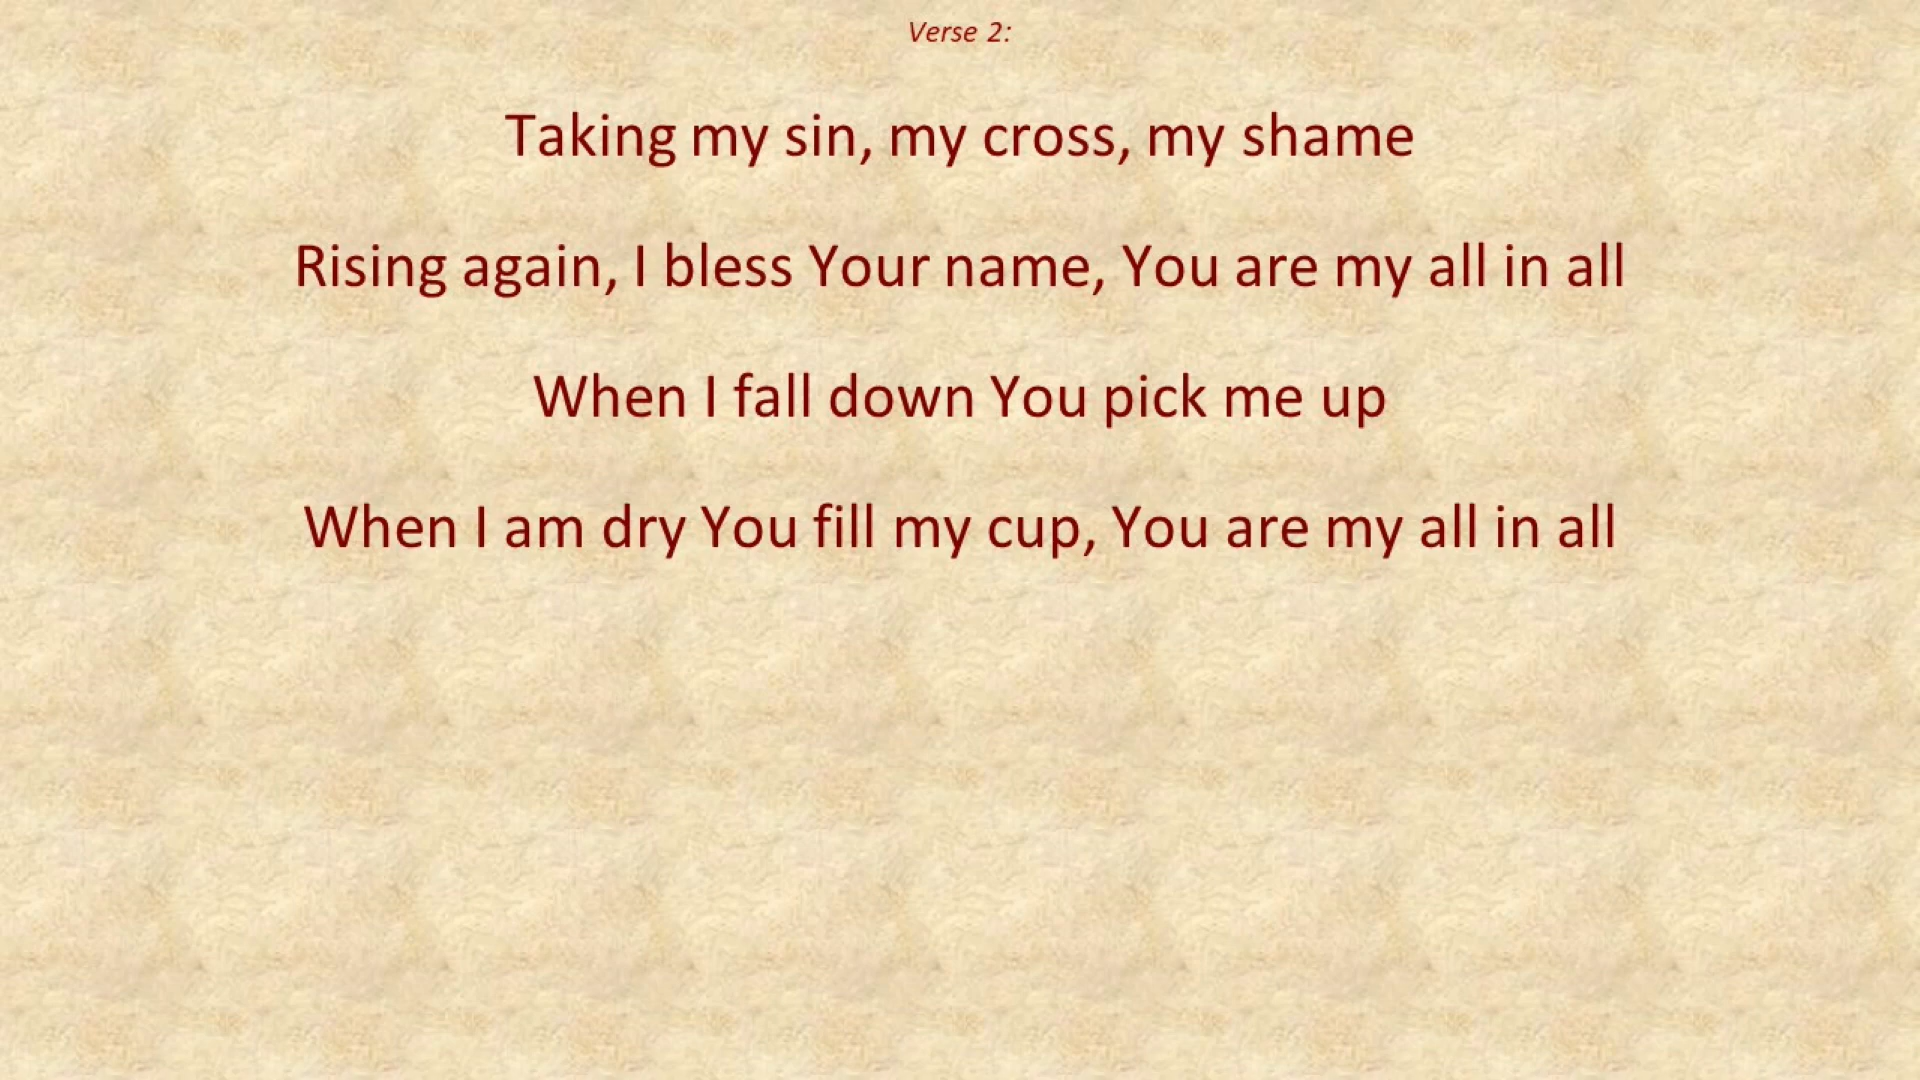 Verse 2:
Taking my sin, my cross, my shame
Rising again, I bless Your name, You are my all in all
When I fall down You pick me up
When I am dry You fill my cup, You are my all in all